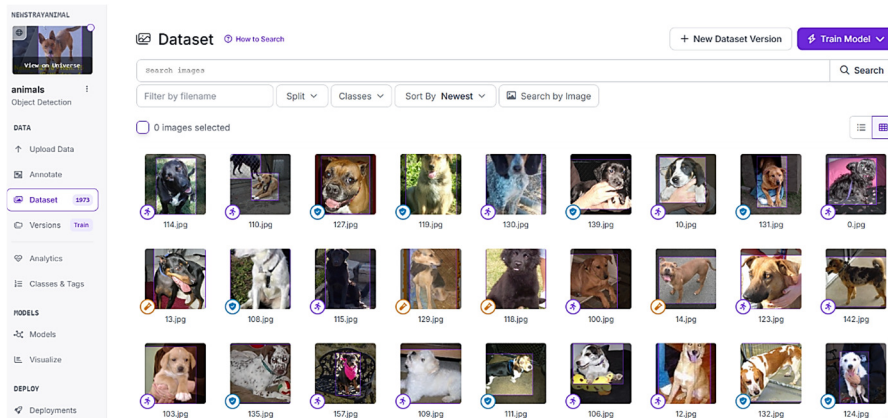 NEWSTRAYANIMAL
View on Universe
animals
Object Detection
DATA
Upload Data
Annotate
Dataset 1973
Versions Train
Analytics
Classes & Tags
MODELS
Models
Visualize
DEPLOY
Deployments
Dataset How to Search
+ New Dataset Version
Train Model
Search images
Search
Filter by filename
Split
Classes
Sort By Newest
Search by Image
0 images selected
114.jpg 110.jpg 127.jpg 119.jpg 130.jpg 139.jpg 10.jpg 131.jpg 0.jpg
13.jpg 108.jpg 115.jpg 129.jpg 118.jpg 100.jpg 14.jpg 123.jpg 142.jpg
103.jpg 135.jpg 157.jpg 109.jpg 111.jpg 106.jpg 12.jpg 132.jpg 124.jpg